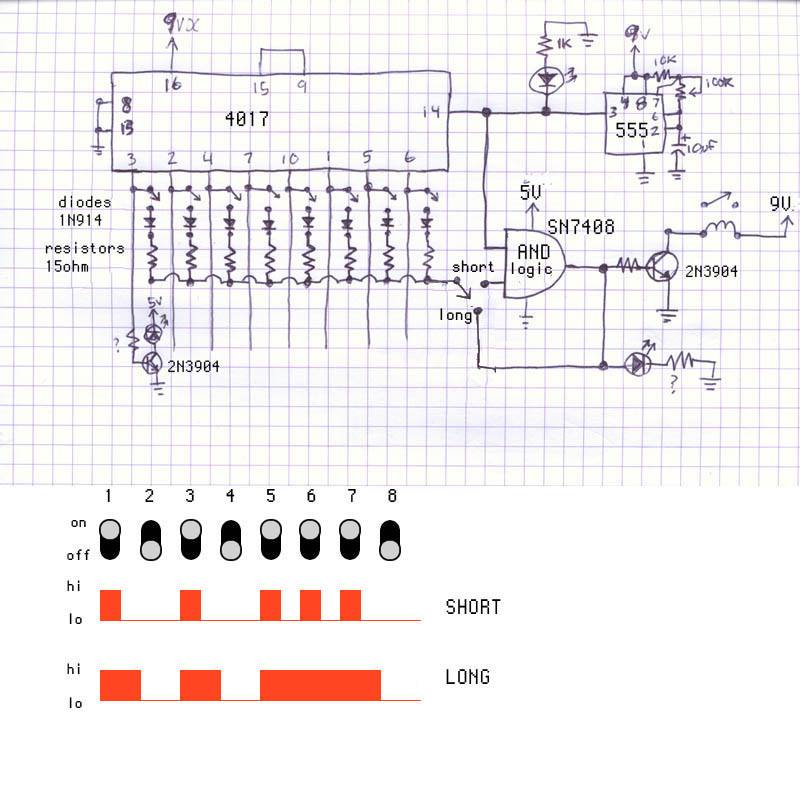 9V
1K
9V
10K
100K
16
15
9
8
13
4017
14
3
4
8
7
6
2
1
555
10uf
3
2
4
7
10
1
5
6
diodes
1N914
resistors
15ohm
5V
SN7408
AND
logic
short
long
9V
2N3904
5V
?
2N3904
?
1 2 3 4 5 6 7 8
on
off
hi
lo
SHORT
hi
lo
LONG